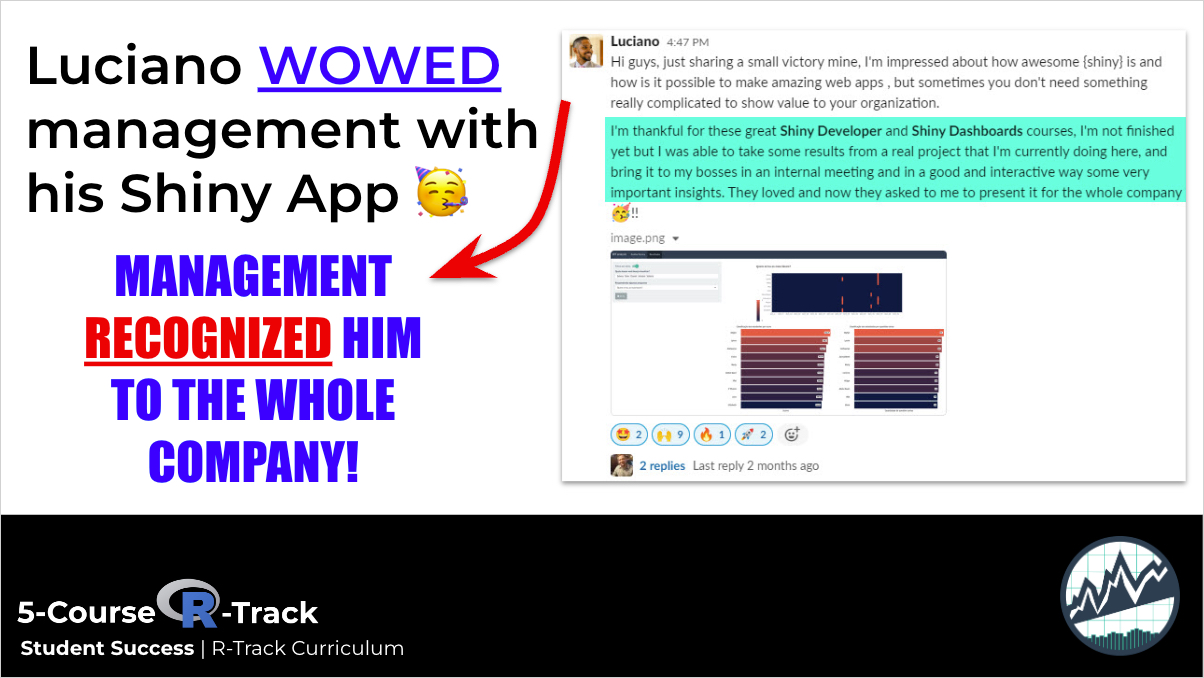 Luciano WOWED
management with
his Shiny App 🥳
MANAGEMENT
RECOGNIZED HIM
TO THE WHOLE
COMPANY!
Luciano 4:47 PM
Hi guys, just sharing a small victory mine, I'm impressed about how awesome {shiny} is and
how is it possible to make amazing web apps , but sometimes you don't need something
really complicated to show value to your organization.
I'm thankful for these great Shiny Developer and Shiny Dashboards courses, I'm not finished
yet but I was able to take some results from a real project that I'm currently doing here, and
bring it to my bosses in an internal meeting and in a good and interactive way some very
important insights. They loved and now they asked to me to present it for the whole company
🥳!!
image.png
🤩 2 🙌 9 🔥 1 🚀 2
2 replies Last reply 2 months ago
5-Course R-Track
Student Success | R-Track Curriculum